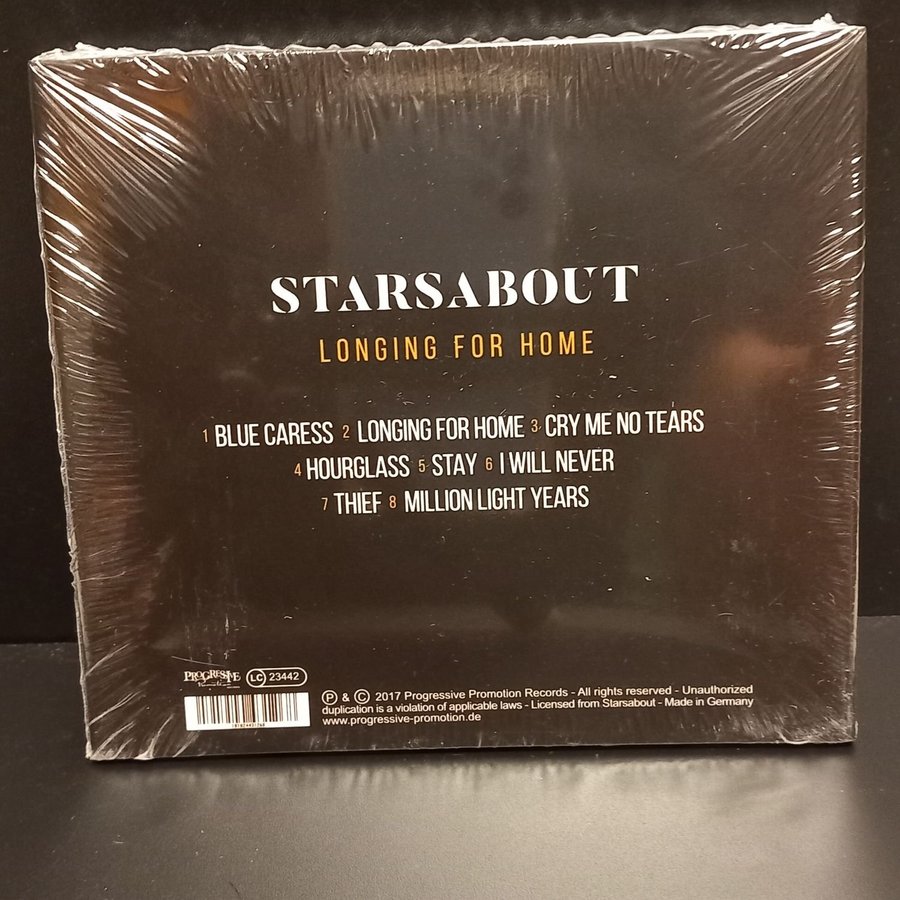 STARSABOUT
LONGING FOR HOME
1 BLUE CARESS 2 LONGING FOR HOME 3 CRY ME NO TEARS
4 HOURGLASS 5 STAY 6 I WILL NEVER
7 THIEF 8 MILLION LIGHT YEARS
PROGRESSIVE
Promotion
LC 23442
Ⓟ & © 2017 Progressive Promotion Records - All rights reserved - Unauthorized
duplication is a violation of applicable laws - Licensed from Starsabout - Made in Germany
www.progressive-promotion.de